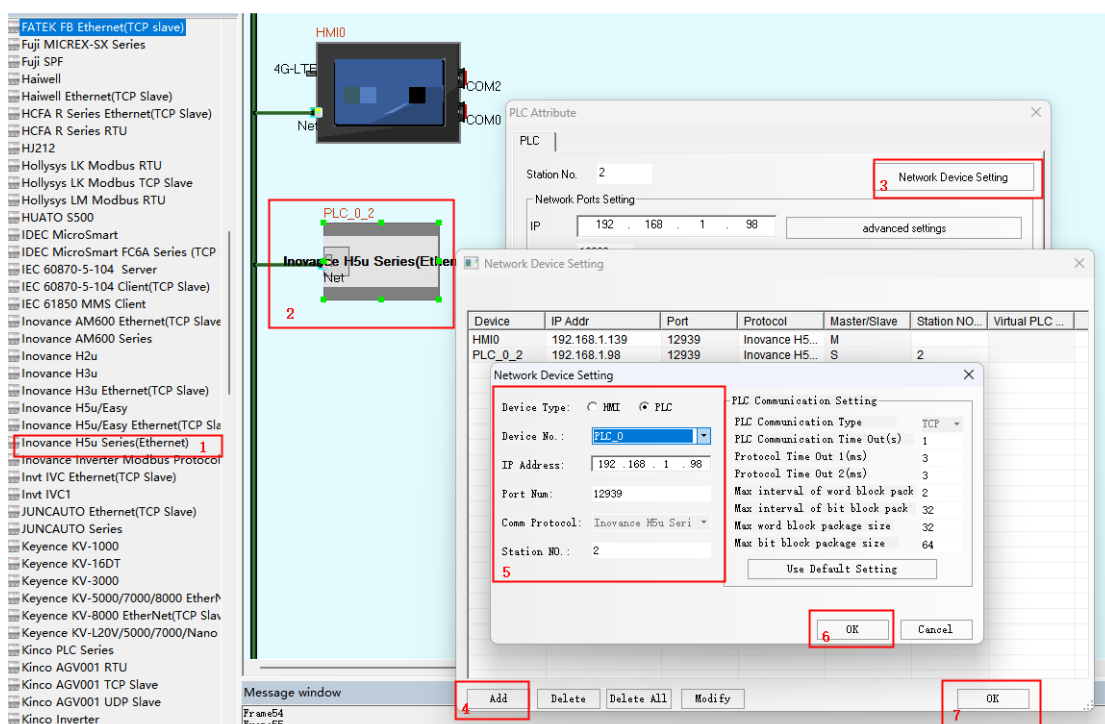 FATEK FB Ethernet(TCP slave)
Fuji MICREX-SX Series
Fuji SPF
Haiwell
Haiwell Ethernet(TCP Slave)
HCFA R Series Ethernet(TCP Slave)
HCFA R Series RTU
HJ212
Hollysys LK Modbus RTU
Hollysys LK Modbus TCP Slave
Hollysys LM Modbus RTU
HUATO S500
IDEC MicroSmart
IDEC MicroSmart FC6A Series (TCP
IEC 60870-5-104 Server
IEC 60870-5-104 Client(TCP Slave)
IEC 61850 MMS Client
Inovance AM600 Ethernet(TCP Slave
Inovance AM600 Series
Inovance H2u
Inovance H3u
Inovance H3u Ethernet(TCP Slave)
Inovance H5u/Easy
Inovance H5u/Easy Ethernet(TCP Sla
Inovance H5u Series(Ethernet)
1
Inovance Inverter Modbus Protocol
Invt IVC Ethernet(TCP Slave)
Invt IVC1
JUNCAUTO Ethernet(TCP Slave)
JUNCAUTO Series
Keyence KV-1000
Keyence KV-16DT
Keyence KV-3000
Keyence KV-5000/7000/8000 EtherN
Keyence KV-8000 EtherNet(TCP Slav
Keyence KV-L20V/5000/7000/Nano
Kinco PLC Series
Kinco AGV001 RTU
Kinco AGV001 TCP Slave
Kinco AGV001 UDP Slave
Kinco Inverter
HMI0
4G-LTE
COM2
COM0
Net
PLC_0_2
Inovance H5u Series(Ether
Net
2
PLC Attribute
PLC
Station No. 2
3 Network Device Setting
Network Ports Setting
IP 192 . 168 . 1 . 98
advanced settings
Network Device Setting
Device IP Addr Port Protocol Master/Slave Station NO... Virtual PLC ...
HMI0 192.168.1.139 12939 Inovance H5... M
PLC_0_2 192.168.1.98 12939 Inovance H5... S 2
Network Device Setting
Device Type: HMI PLC
Device No.: PLC_0
IP Address: 192 .168 . 1 . 98
Port Num: 12939
Comm Protocol: Inovance H5u Seri
Station NO.: 2
5
PLC Communication Setting
PLC Communication Type TCP
PLC Communication Time Out(s) 1
Protocol Time Out 1(ms) 3
Protocol Time Out 2(ms) 3
Max interval of word block pack 2
Max interval of bit block pack 32
Max word block package size 32
Max bit block package size 64
Use Default Setting
6 OK
Cancel
4 Add
Delete
Delete All
Modify
7 OK
Message window
Frame54